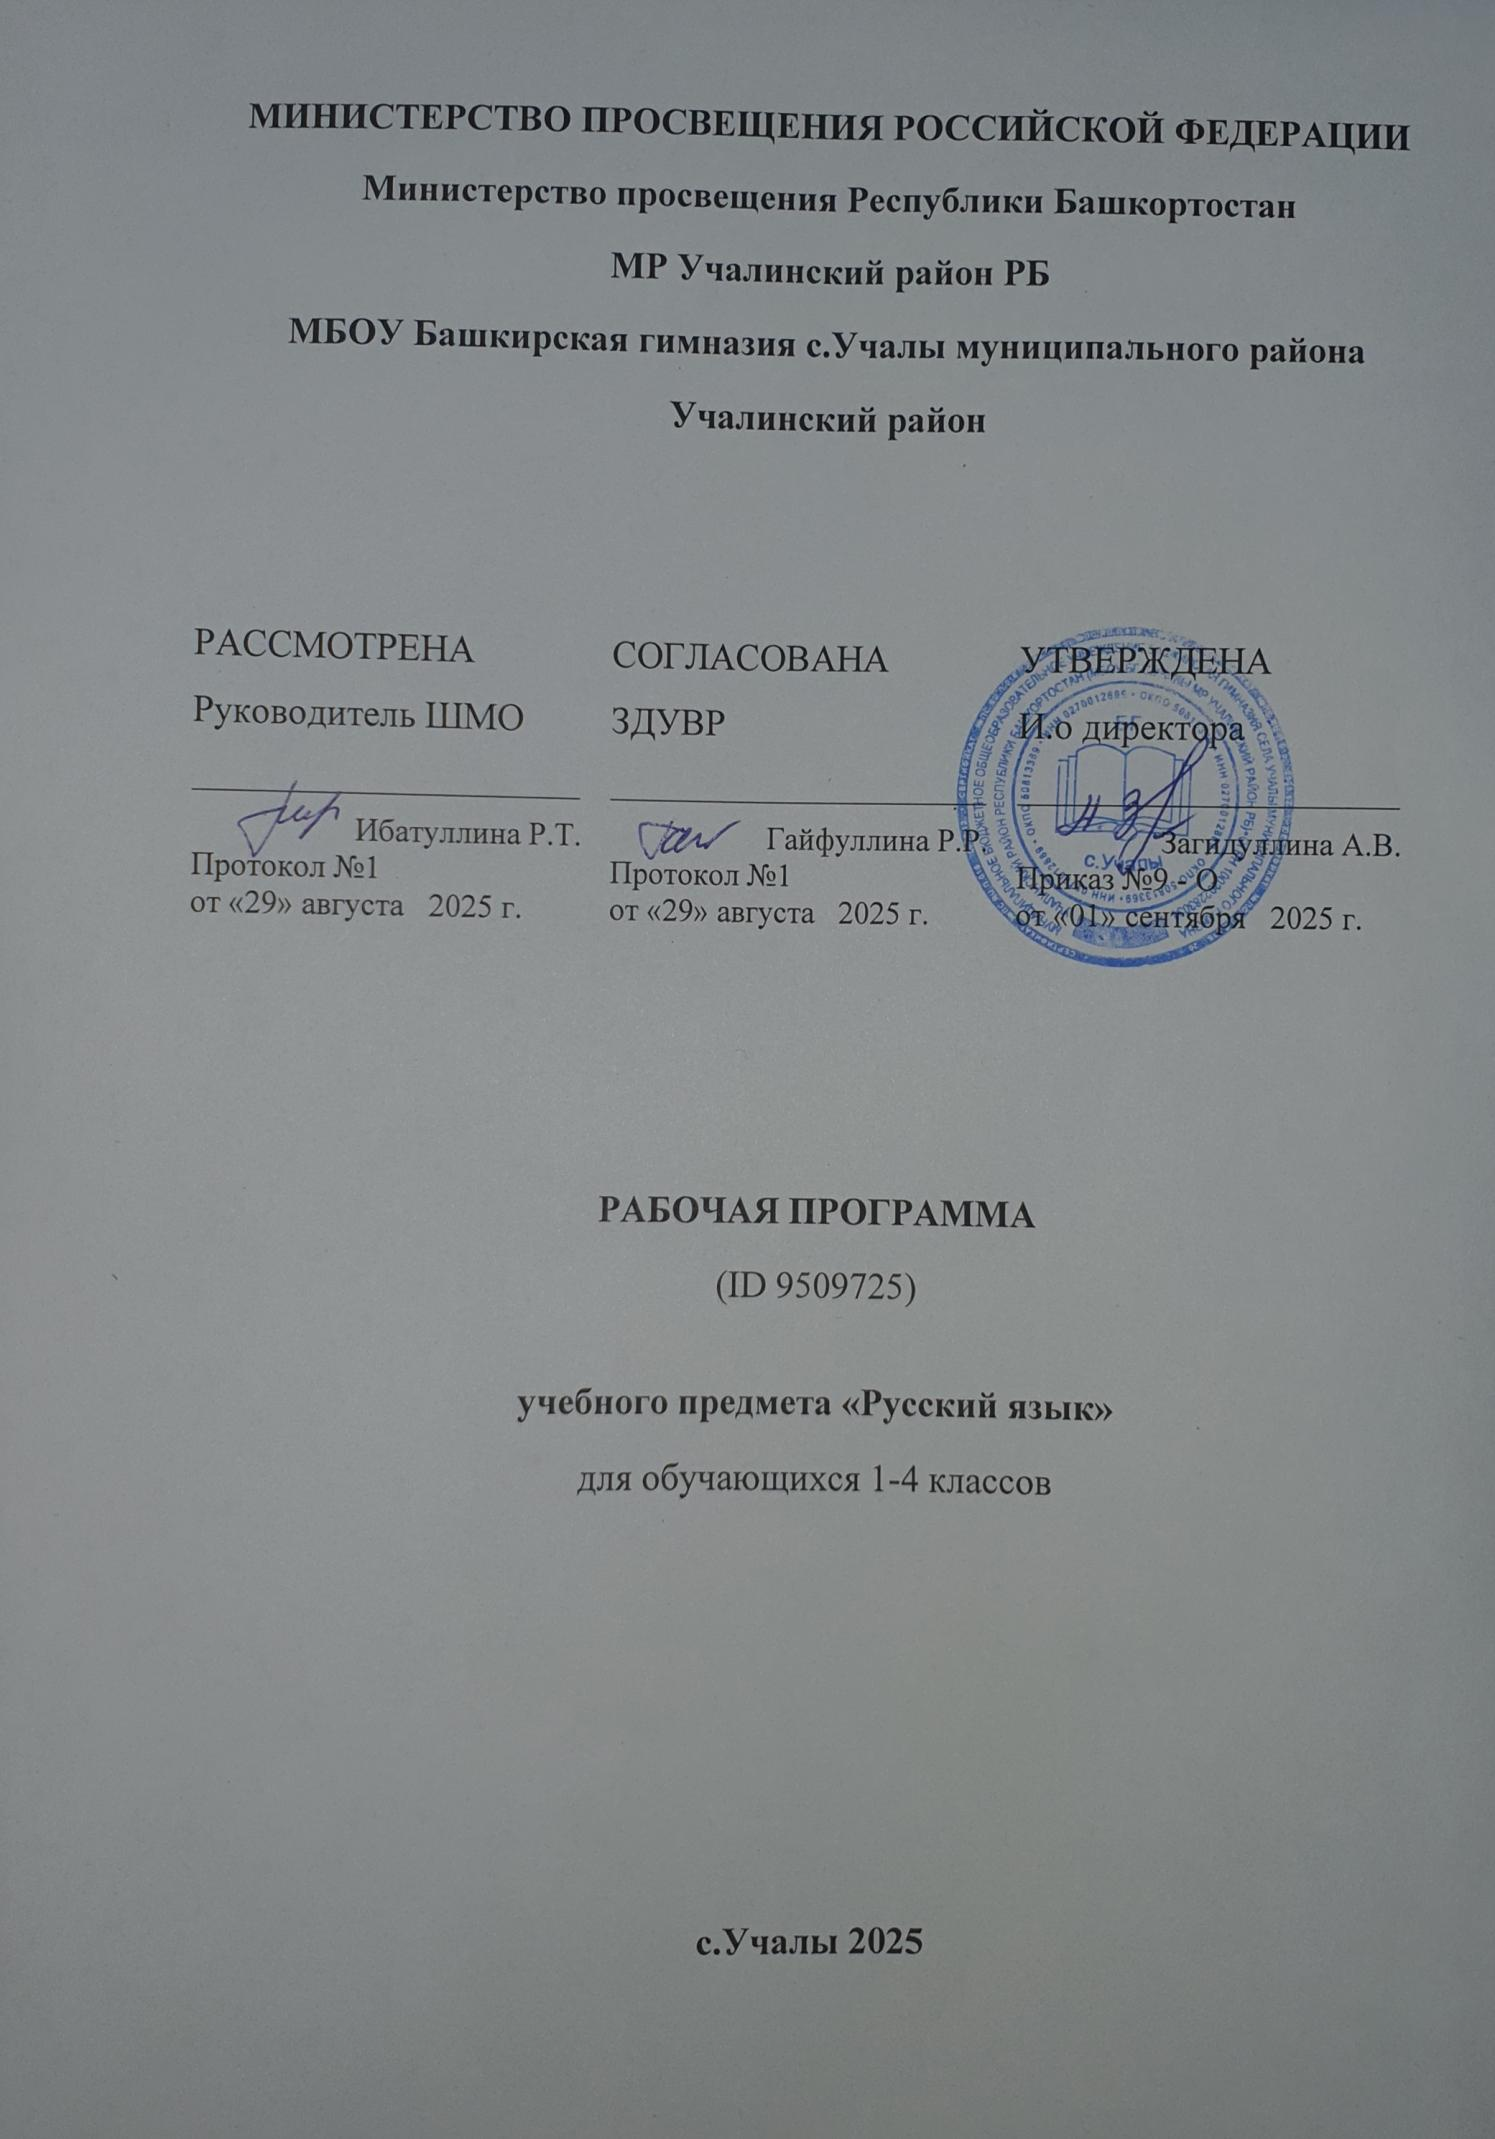 МИНИСТЕРСТВО ПРОСВЕЩЕНИЯ РОССИЙСКОЙ ФЕДЕРАЦИИ
Министерство просвещения Республики Башкортостан
МР Учалинский район РБ
МБОУ Башкирская гимназия с.Учалы муниципального района
Учалинский район
РАССМОТРЕНА
Руководитель ШМО
Ибатуллина Р.Т.
Протокол №1
от «29» августа 2025 г.
СОГЛАСОВАНА
ЗДУВР
Гайфуллина Р.Р.
Протокол №1
от «29» августа 2025 г.
УТВЕРЖДЕНА
И.о директора
Загидуллина А.В.
Приказ №9 - О
от «01» сентября 2025 г.
с.Учалы
РАБОЧАЯ ПРОГРАММА
(ID 9509725)
учебного предмета «Русский язык»
для обучающихся 1-4 классов
с.Учалы 2025